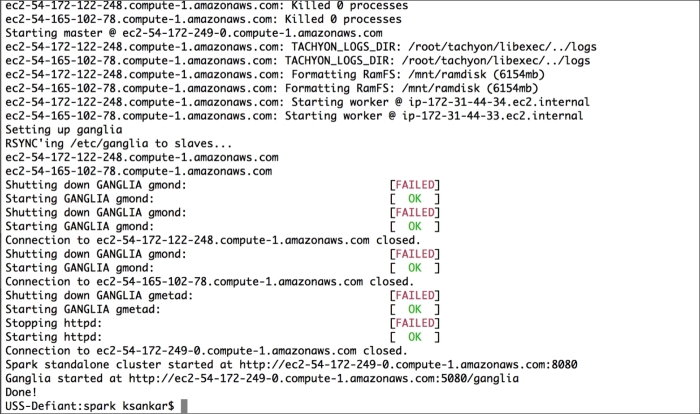 ec2-54-172-122-248.compute-1.amazonaws.com: Killed 0 processes
ec2-54-165-102-78.compute-1.amazonaws.com: Killed 0 processes
Starting master @ ec2-54-172-249-0.compute-1.amazonaws.com
ec2-54-172-122-248.compute-1.amazonaws.com: TACHYON_LOGS_DIR: /root/tachyon/libexec/../logs
ec2-54-165-102-78.compute-1.amazonaws.com: TACHYON_LOGS_DIR: /root/tachyon/libexec/../logs
ec2-54-172-122-248.compute-1.amazonaws.com: Formatting RamFS: /mnt/ramdisk (6154mb)
ec2-54-165-102-78.compute-1.amazonaws.com: Formatting RamFS: /mnt/ramdisk (6154mb)
ec2-54-172-122-248.compute-1.amazonaws.com: Starting worker @ ip-172-31-44-34.ec2.internal
ec2-54-165-102-78.compute-1.amazonaws.com: Starting worker @ ip-172-31-44-33.ec2.internal
Setting up ganglia
RSYNC'ing /etc/ganglia to slaves...
ec2-54-172-122-248.compute-1.amazonaws.com
ec2-54-165-102-78.compute-1.amazonaws.com
Shutting down GANGLIA gmond: [FAILED]
Starting GANGLIA gmond: [ OK ]
Shutting down GANGLIA gmond: [FAILED]
Starting GANGLIA gmond: [ OK ]
Connection to ec2-54-172-122-248.compute-1.amazonaws.com closed.
Shutting down GANGLIA gmond: [FAILED]
Starting GANGLIA gmond: [ OK ]
Connection to ec2-54-165-102-78.compute-1.amazonaws.com closed.
Shutting down GANGLIA gmetad: [FAILED]
Starting GANGLIA gmetad: [ OK ]
Stopping httpd: [FAILED]
Starting httpd: [ OK ]
Connection to ec2-54-172-249-0.compute-1.amazonaws.com closed.
Spark standalone cluster started at http://ec2-54-172-249-0.compute-1.amazonaws.com:8080
Ganglia started at http://ec2-54-172-249-0.compute-1.amazonaws.com:5080/ganglia
Done!
USS-Defiant:spark ksankar$